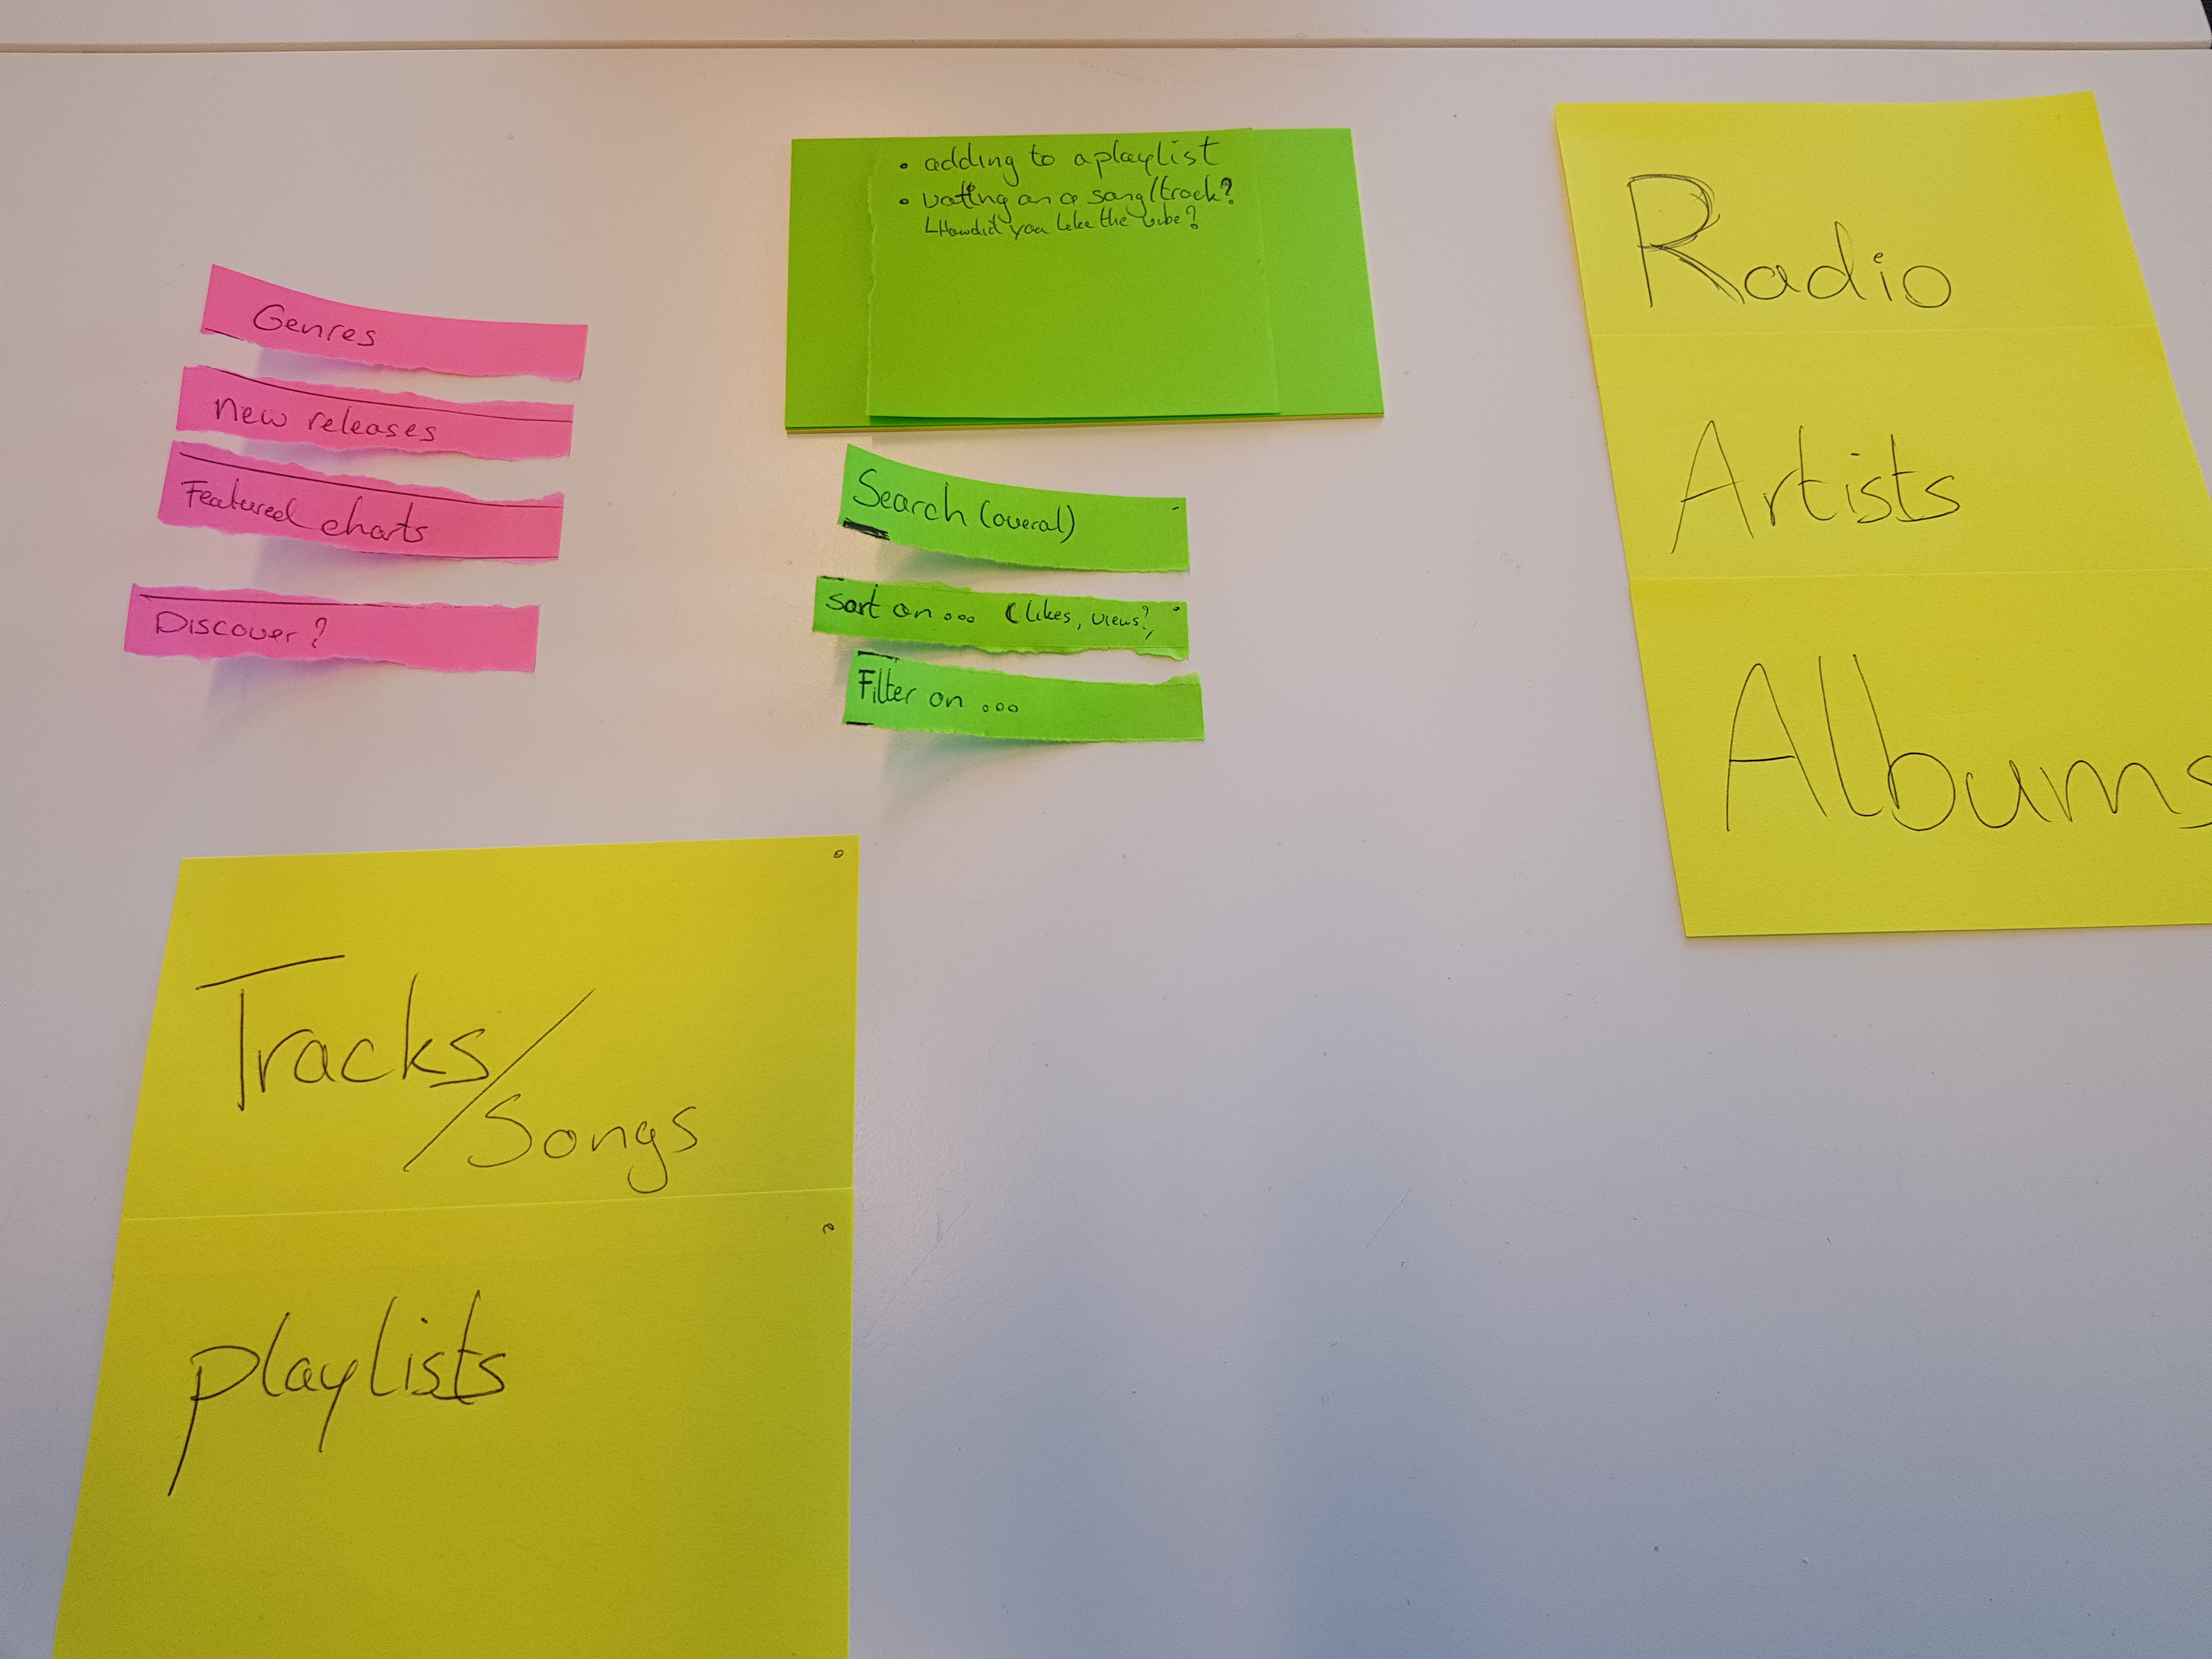 Genres
new releases
Featured charts
Discover?
• adding to a playlist
• voting on a song/track?
How did you like the vibe?
Search (overal)
sort on... (likes, views?,
Filter on ...
Radio
Artists
Albums
Tracks/
Songs
playlists